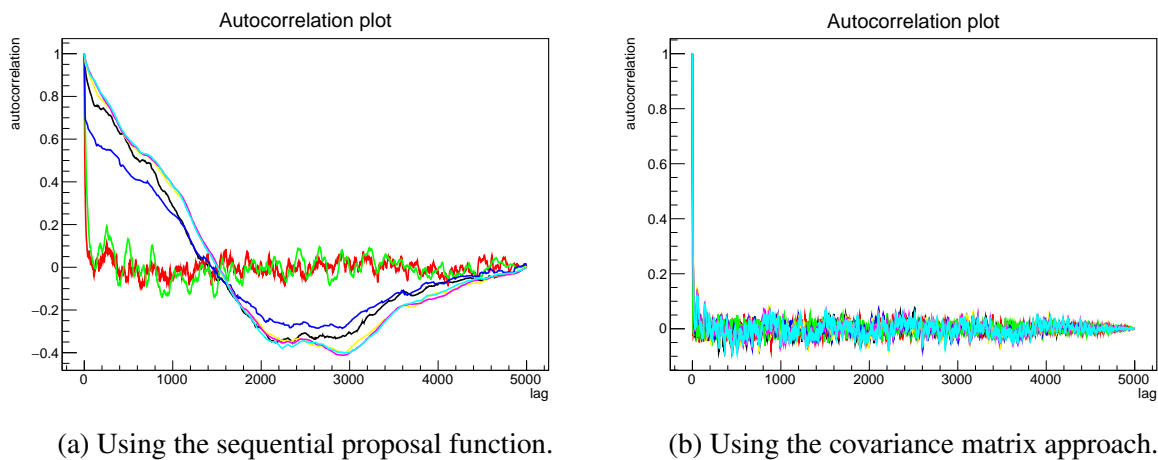 Autocorrelation plot
autocorrelation
1
0.8
0.6
0.4
0.2
0
−0.2
−0.4
0 1000 2000 3000 4000 5000
lag
(a) Using the sequential proposal function.
Autocorrelation plot
autocorrelation
1
0.8
0.6
0.4
0.2
0
0 1000 2000 3000 4000 5000
lag
(b) Using the covariance matrix approach.